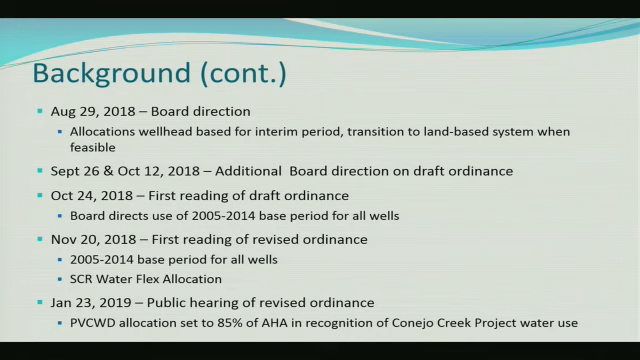 Background (cont.)
Aug 29, 2018 – Board direction
Allocations wellhead based for interim period, transition to land-based system when
feasible
Sept 26 & Oct 12, 2018 – Additional Board direction on draft ordinance
Oct 24, 2018 – First reading of draft ordinance
Board directs use of 2005-2014 base period for all wells
Nov 20, 2018 – First reading of revised ordinance
2005-2014 base period for all wells
SCR Water Flex Allocation
Jan 23, 2019 – Public hearing of revised ordinance
PVCWD allocation set to 85% of AHA in recognition of Conejo Creek Project water use